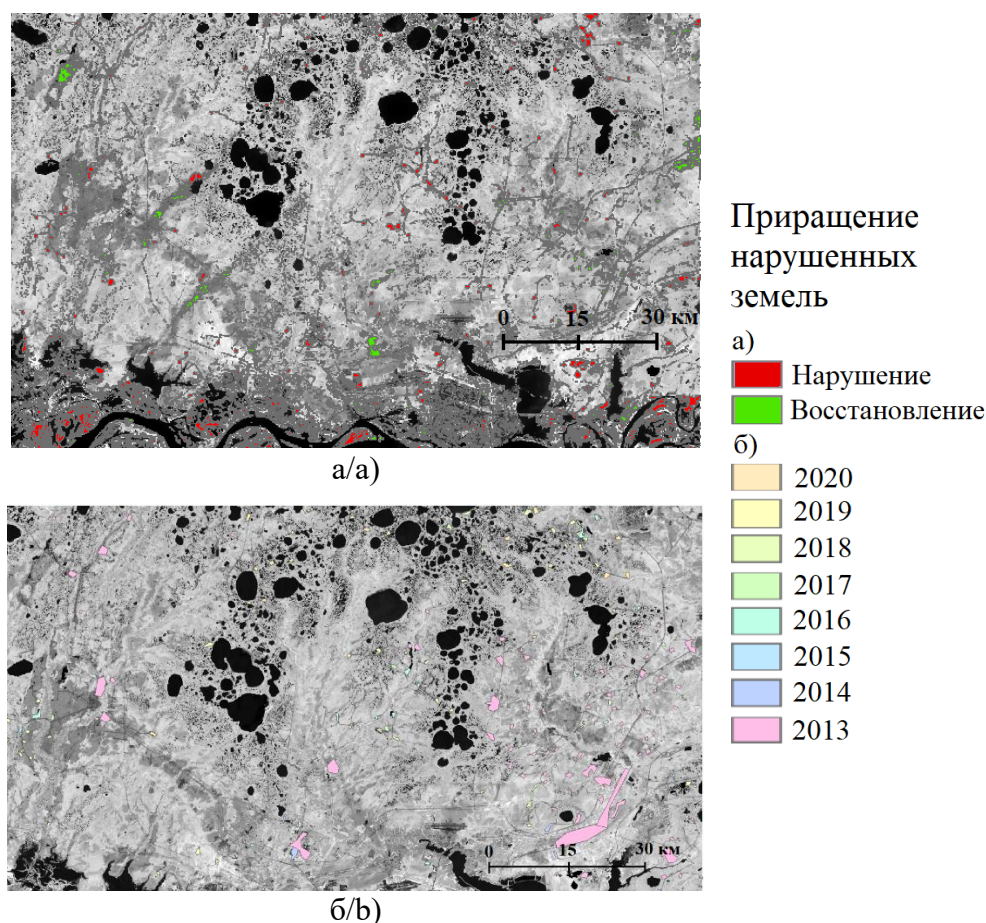 0 15 30 км
а/a)
0 15 30 км
б/b)
Приращение
нарушенных
земель
а)
Нарушение
Восстановление
б)
2020
2019
2018
2017
2016
2015
2014
2013